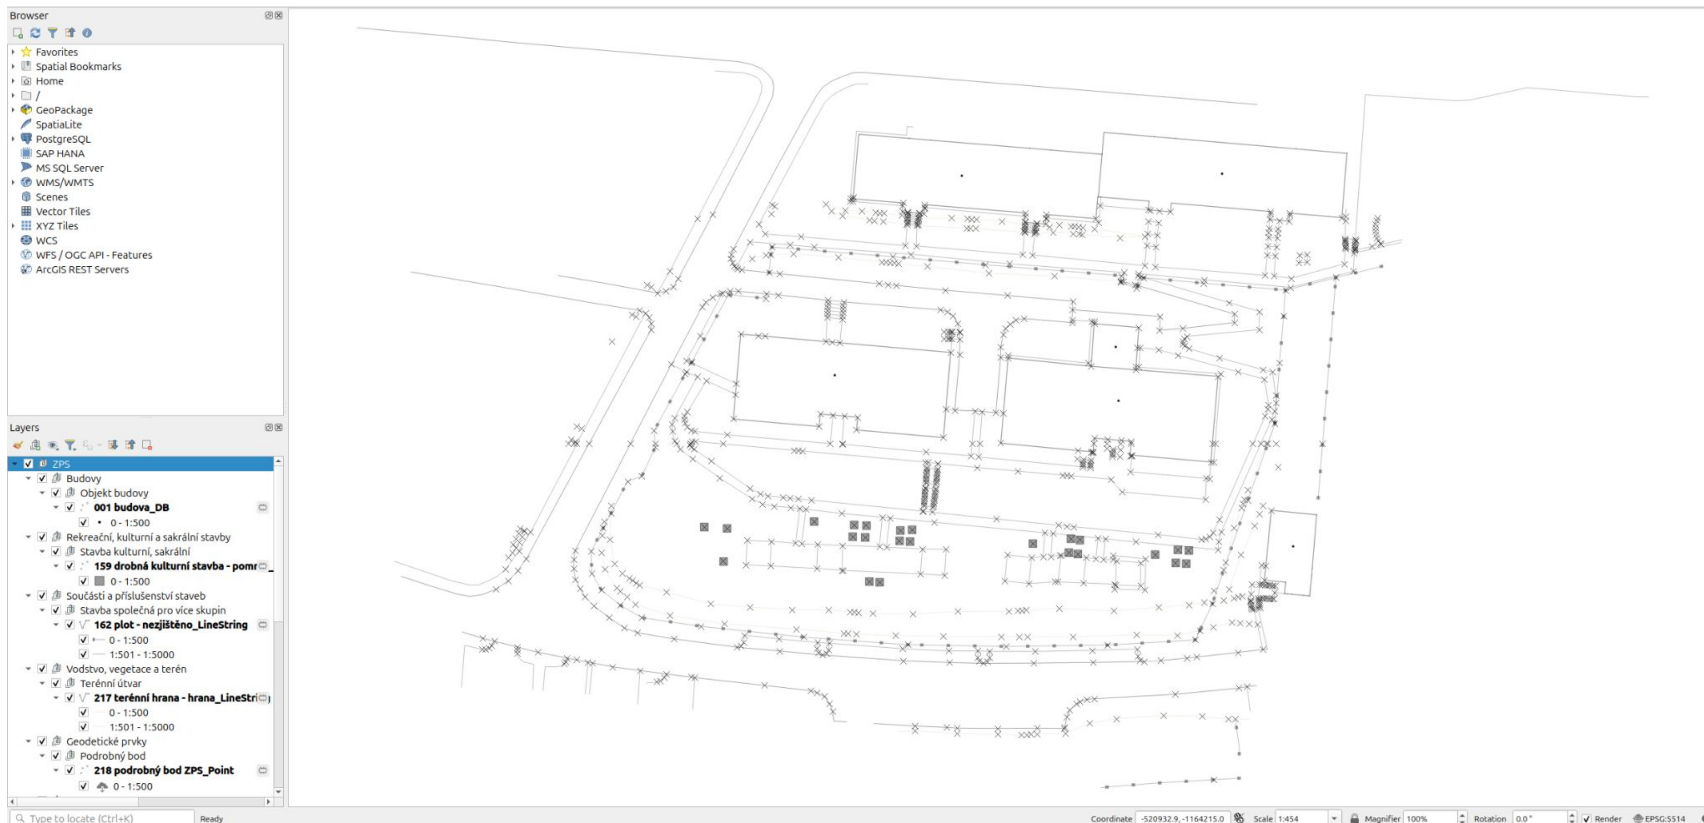 Browser
Favorites
Spatial Bookmarks
Home
/
GeoPackage
SpatiaLite
PostgreSQL
SAP HANA
MS SQL Server
WMS/WMTS
Scenes
Vector Tiles
XYZ Tiles
WCS
WFS / OGC API - Features
ArcGIS REST Servers
Layers
ZPS
Budovy
Objekt budovy
001 budova_DB
0 - 1:500
Rekreační, kulturní a sakrální stavby
Stavba kulturní, sakrální
159 drobná kulturní stavba -
0 - 1:500
Součásti a příslušenství staveb
Stavba společná pro více skupin
162 plot - nezjištěno_LineString
0 - 1:500
1:501 - 1:5000
Vodstvo, vegetace a terén
Terénní útvar
217 terénní hrana - hrana_LineStri
0 - 1:500
1:501 - 1:5000
Geodetické prvky
Podrobný bod
218 podrobný bod ZPS_Point
0 - 1:500
Type to locate (Ctrl+K) Ready Coordinate -520932.9,-1164215.0 Scale 1:454 Magnifier 100% Rotation 0.0 ° Render EPSG:5514